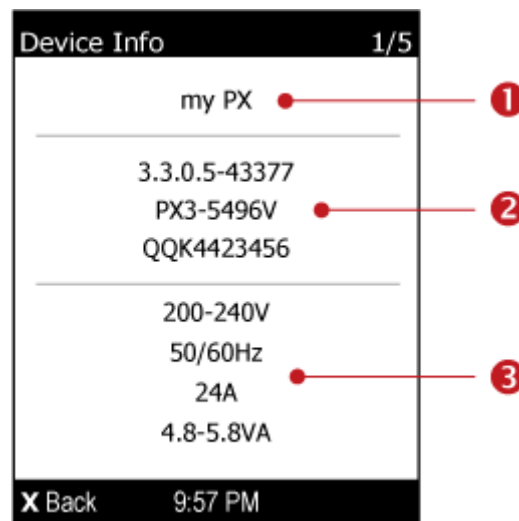 Device Info 1/5
my PX
1
3.3.0.5-43377
PX3-5496V
2
QQK4423456
200-240V
50/60Hz
3
24A
4.8-5.8VA
X Back 9:57 PM